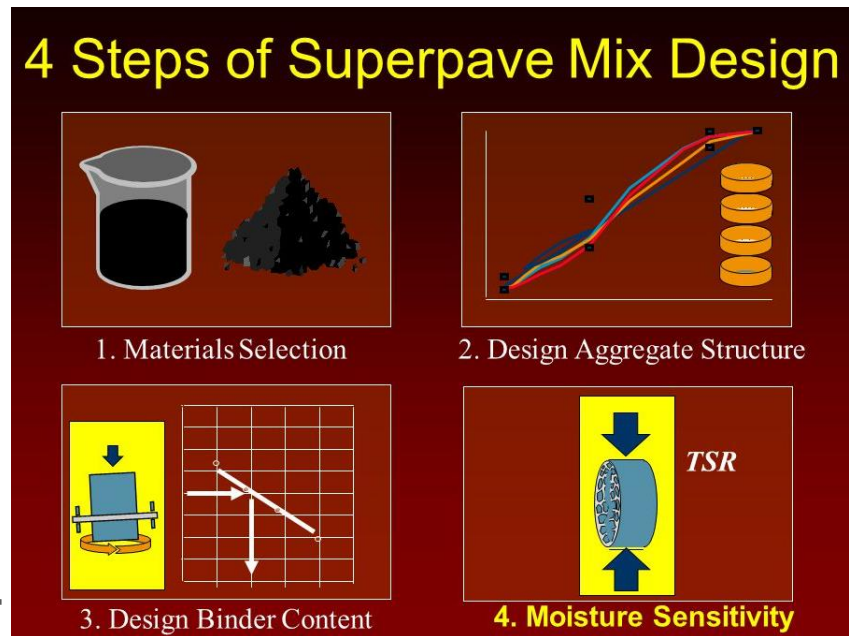 4 Steps of Superpave Mix Design
1. Materials Selection
2. Design Aggregate Structure
TSR
3. Design Binder Content
4. Moisture Sensitivity